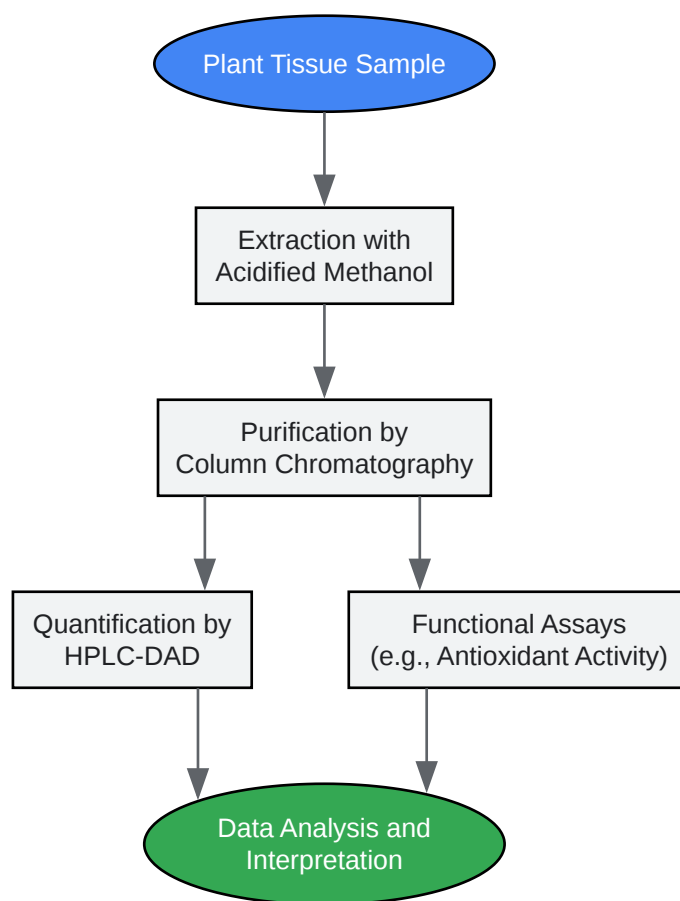 Plant Tissue Sample
Extraction with
Acidified Methanol
Purification by
Column Chromatography
Quantification by
HPLC-DAD
Functional Assays
(e.g., Antioxidant Activity)
Data Analysis and
Interpretation